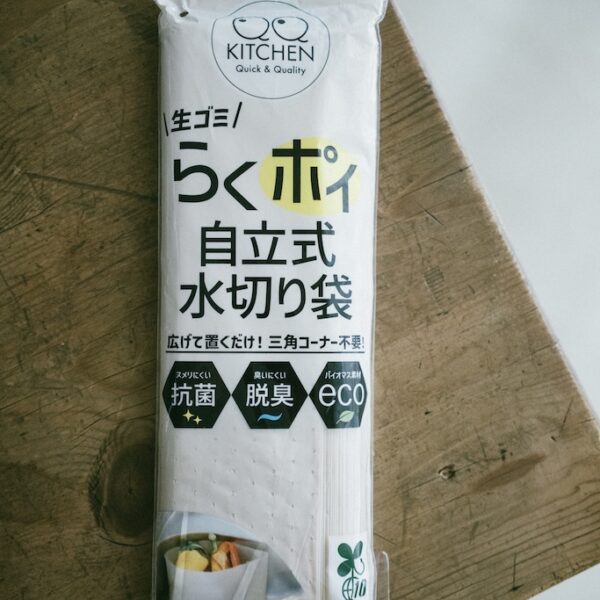 QQ
KITCHEN
Quick & Quality
\生ゴミ/
らくポイ
自立式
水切り袋
広げて置くだけ！三角コーナー不要！
ヌメリにくい 臭いにくい バイオマス素材
抗菌 脱臭 eco
10